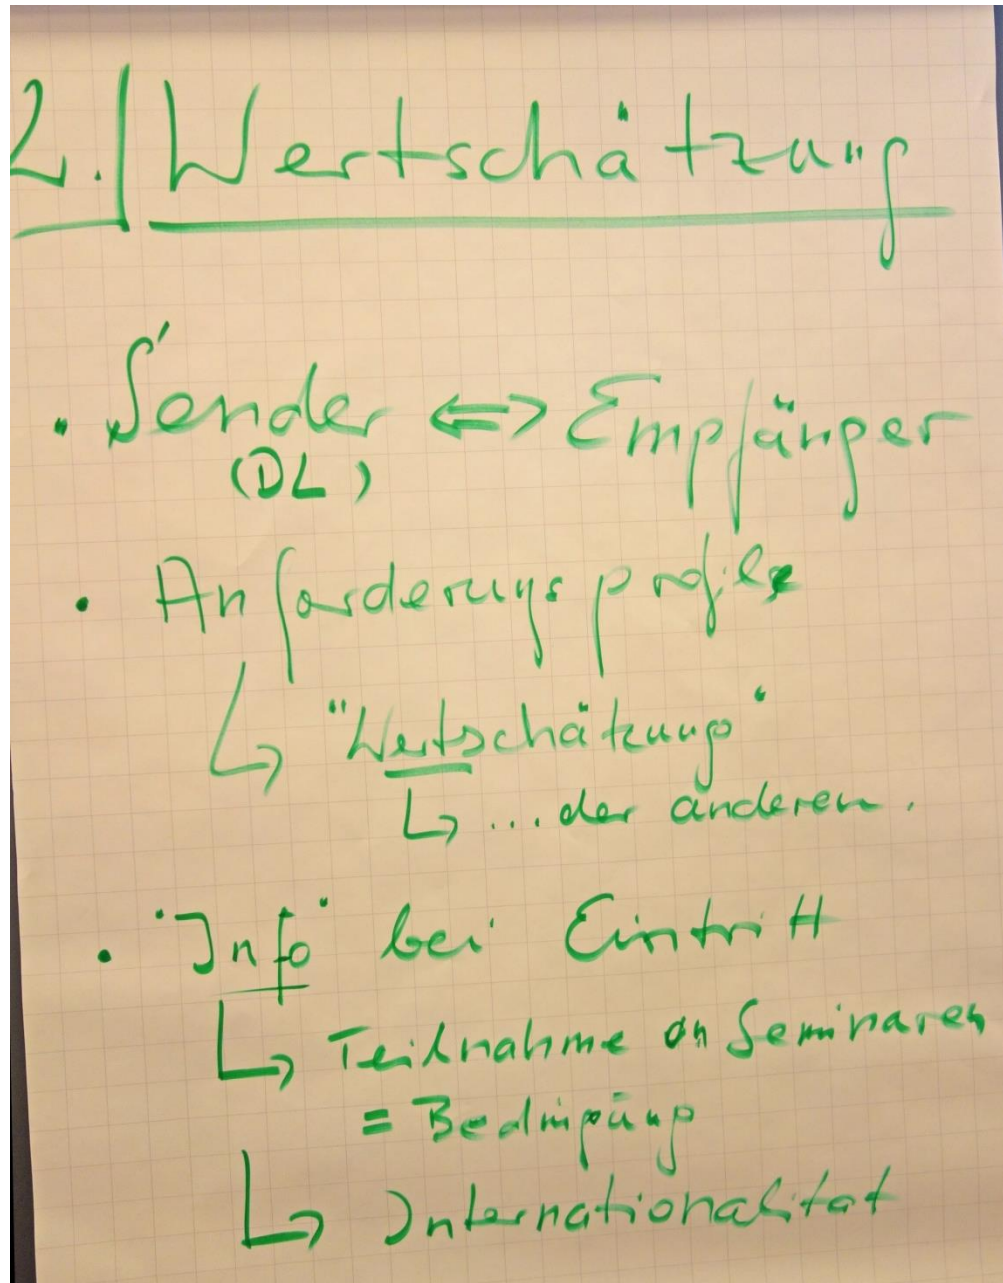 2. Wertschätzung
• Sender ⇔ Empfänger
(DL)
• Anforderungsprofile
↳ "Wertschätzung"
↳ ... der anderen.
• "Info" bei Eintritt
↳ Teilnahme an Seminaren
= Bedingung
↳ Internationalität